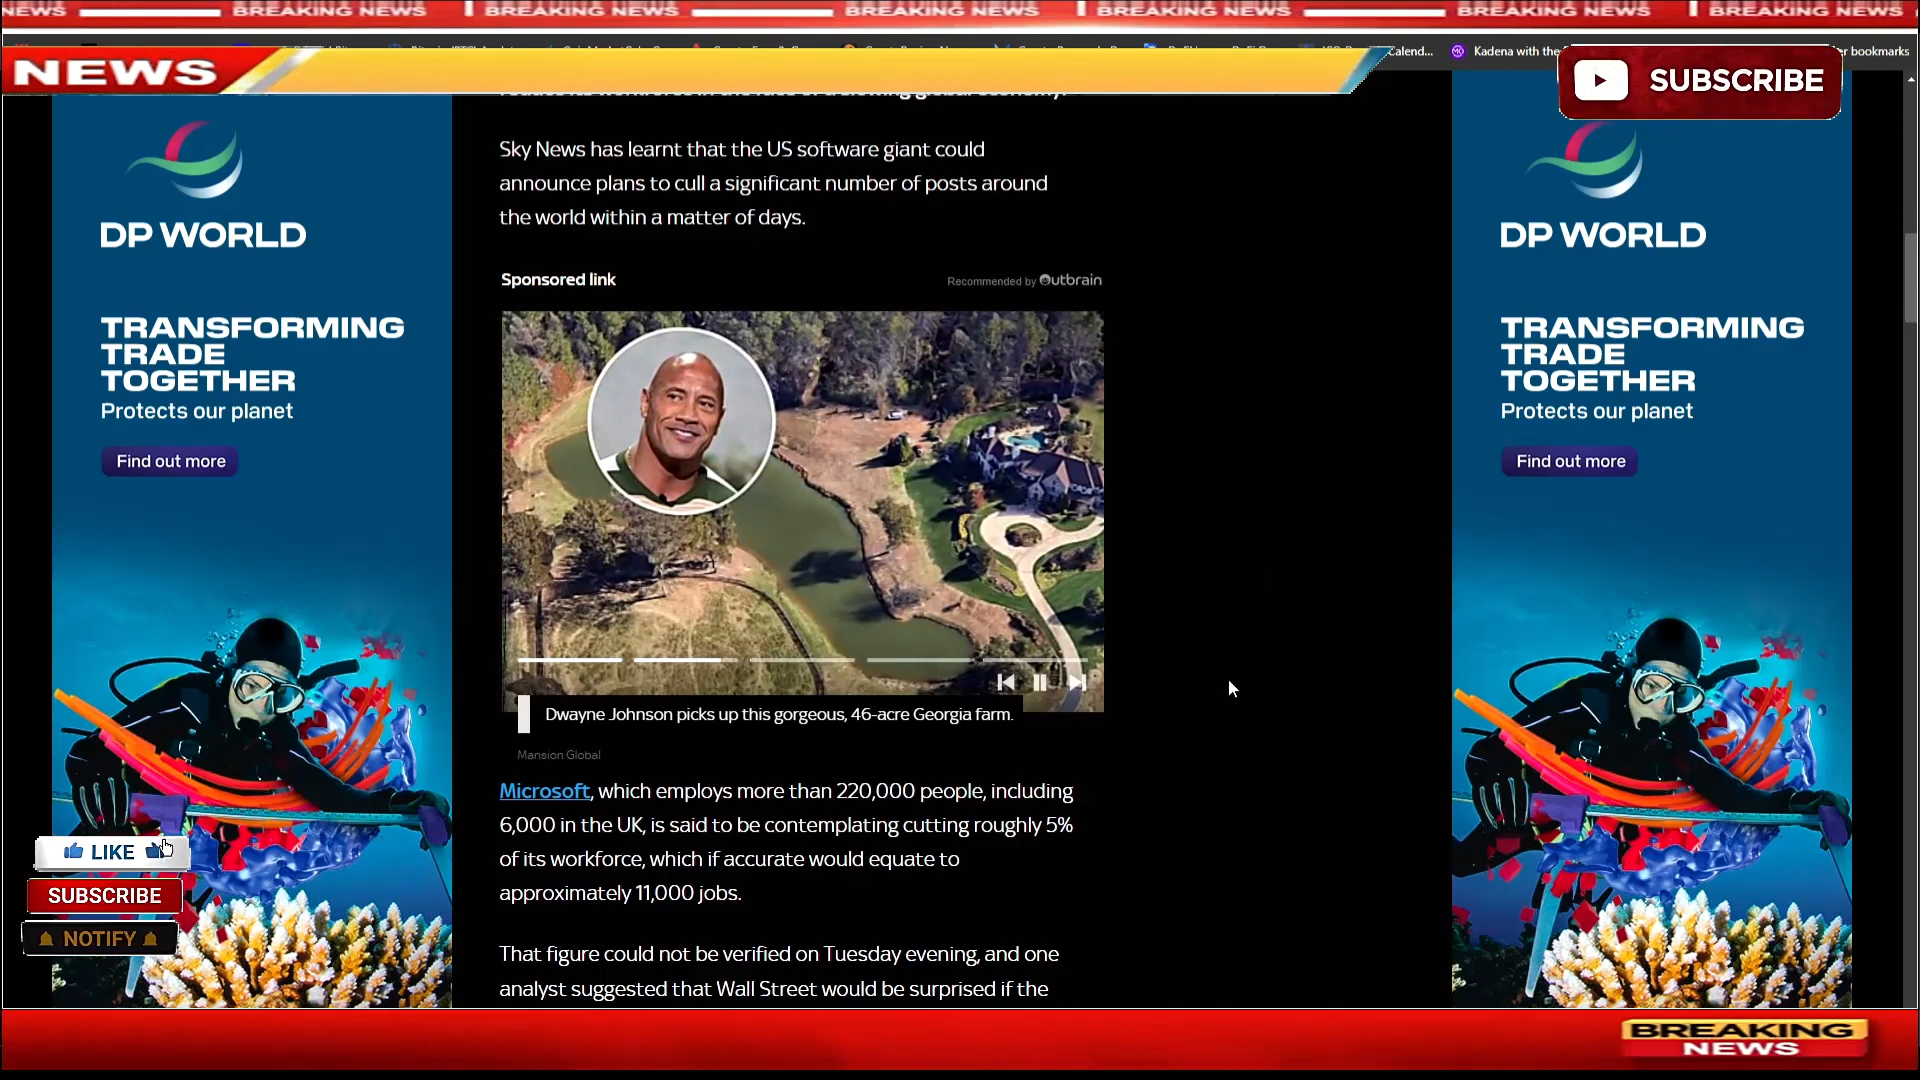 NEWS
BREAKING NEWS
BREAKING NEWS
BREAKING NEWS
BREAKING NEWS
BREAKING NEWS
BREAKING NEWS
Calend...
Kadena with the
r bookmarks
NEWS
SUBSCRIBE
Sky News has learnt that the US software giant could
announce plans to cull a significant number of posts around
the world within a matter of days.
DP WORLD
TRANSFORMING
TRADE
TOGETHER
Protects our planet
Find out more
Sponsored link
Recommended by Outbrain
Dwayne Johnson picks up this gorgeous, 46-acre Georgia farm.
Mansion Global
Microsoft, which employs more than 220,000 people, including
6,000 in the UK, is said to be contemplating cutting roughly 5%
of its workforce, which if accurate would equate to
approximately 11,000 jobs.
That figure could not be verified on Tuesday evening, and one
analyst suggested that Wall Street would be surprised if the
DP WORLD
TRANSFORMING
TRADE
TOGETHER
Protects our planet
Find out more
LIKE
SUBSCRIBE
NOTIFY
BREAKING
NEWS